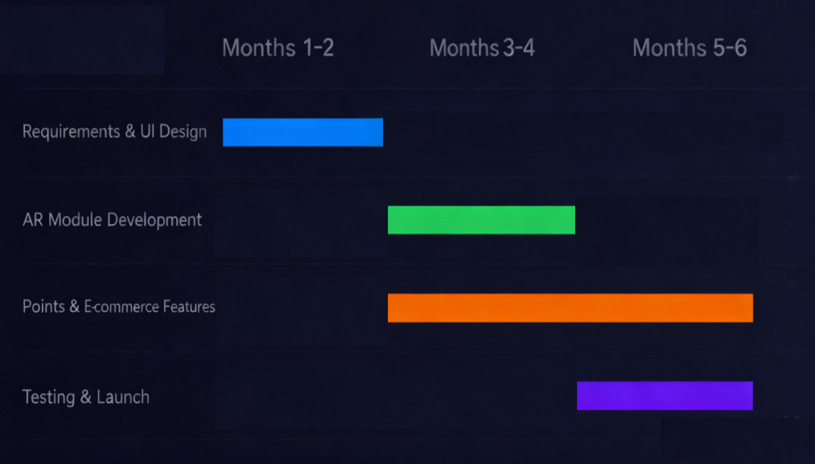 Months 1-2
Months 3-4
Months 5-6
Requirements & UI Design
AR Module Development
Points & E-commerce Features
Testing & Launch